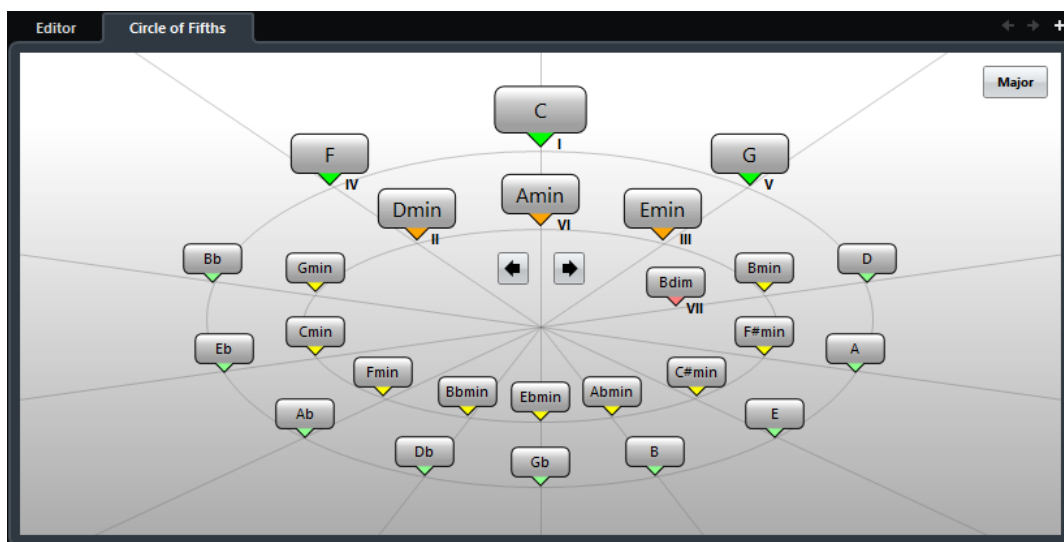 Editor
Circle of Fifths
Major
C
I
F
IV
G
V
Amin
VI
Dmin
II
Emin
III
Bb
Gmin
Bmin
D
Bdim
VII
Cmin
F#min
Eb
A
Fmin
C#min
Bbmin
Ebmin
Abmin
Ab
E
Db
Gb
B